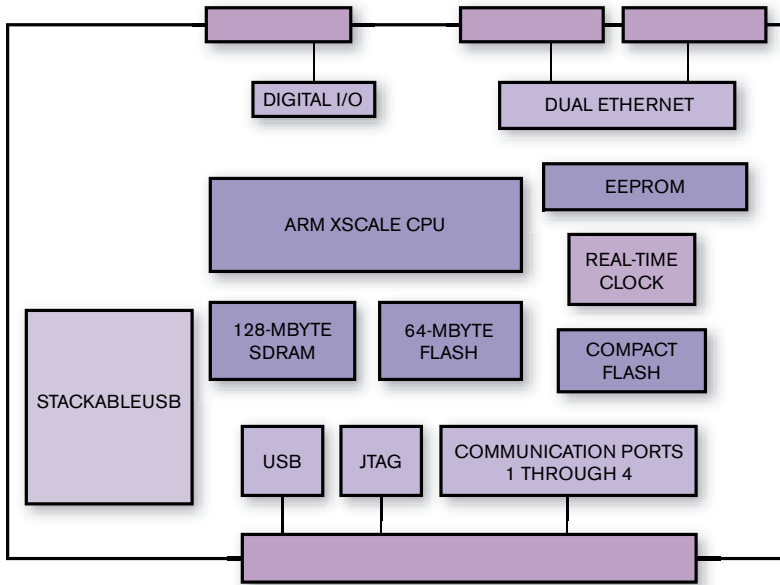 DIGITAL I/O
DUAL ETHERNET
EEPROM
ARM XSCALE CPU
REAL-TIME
CLOCK
128-MBYTE
SDRAM
64-MBYTE
FLASH
COMPACT
FLASH
STACKABLEUSB
USB
JTAG
COMMUNICATION PORTS
1 THROUGH 4